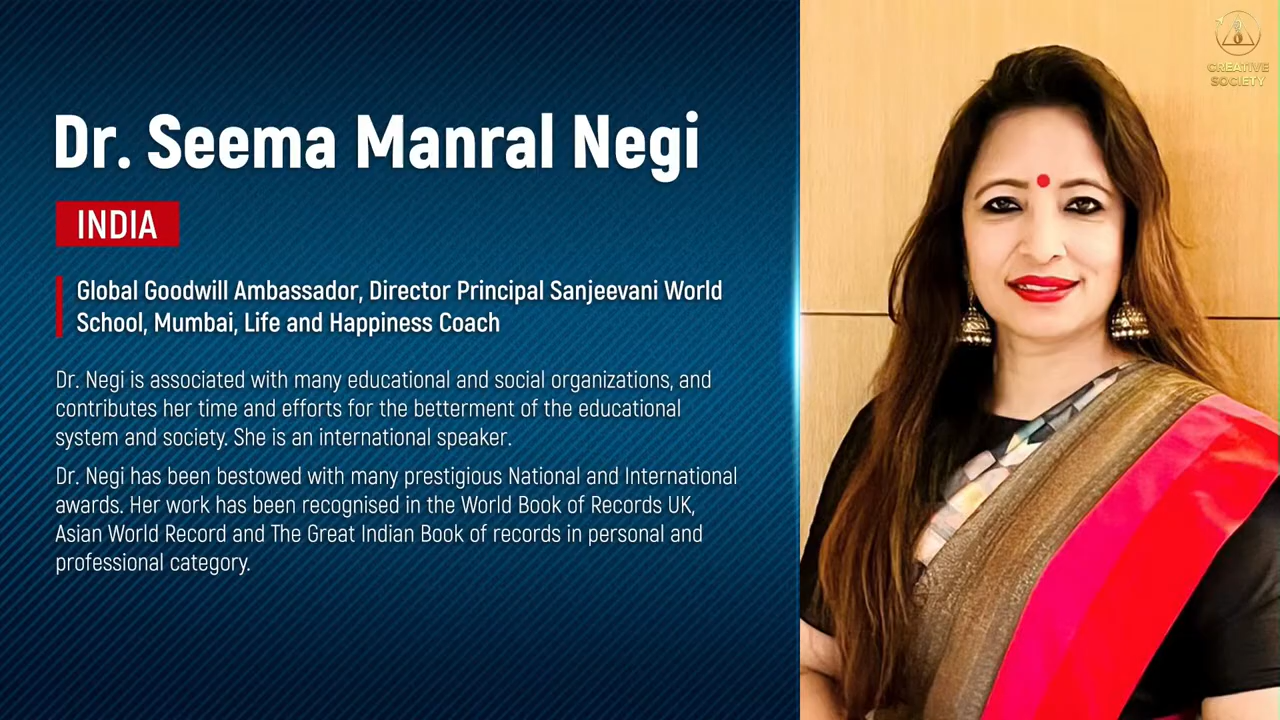 Dr. Seema Manral Negi
INDIA
Global Goodwill Ambassador, Director Principal Sanjeevani World
School, Mumbai, Life and Happiness Coach
Dr. Negi is associated with many educational and social organizations, and
contributes her time and efforts for the betterment of the educational
system and society. She is an international speaker.
Dr. Negi has been bestowed with many prestigious National and International
awards. Her work has been recognised in the World Book of Records UK,
Asian World Record and The Great Indian Book of records in personal and
professional category.
CREATIVE
SOCIETY